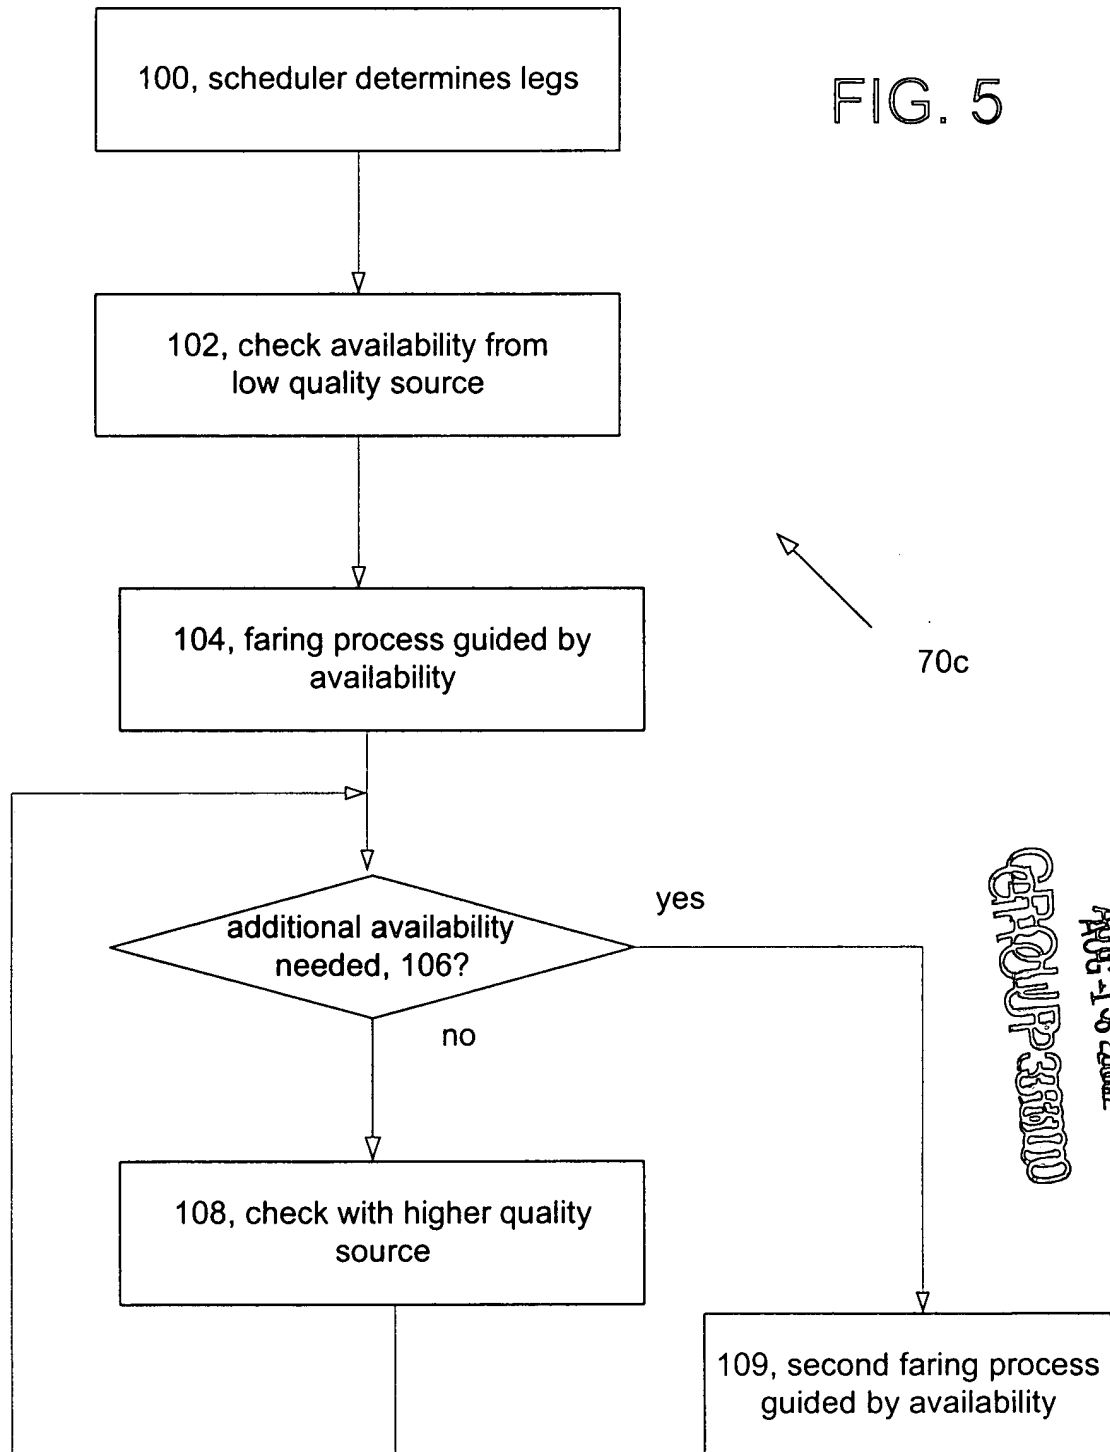 100, scheduler determines legs
FIG. 5
102, check availability from
low quality source
104, faring process guided by
availability
70c
additional availability
needed, 106?
yes
no
108, check with higher quality
source
109, second faring process
guided by availability
GROUP